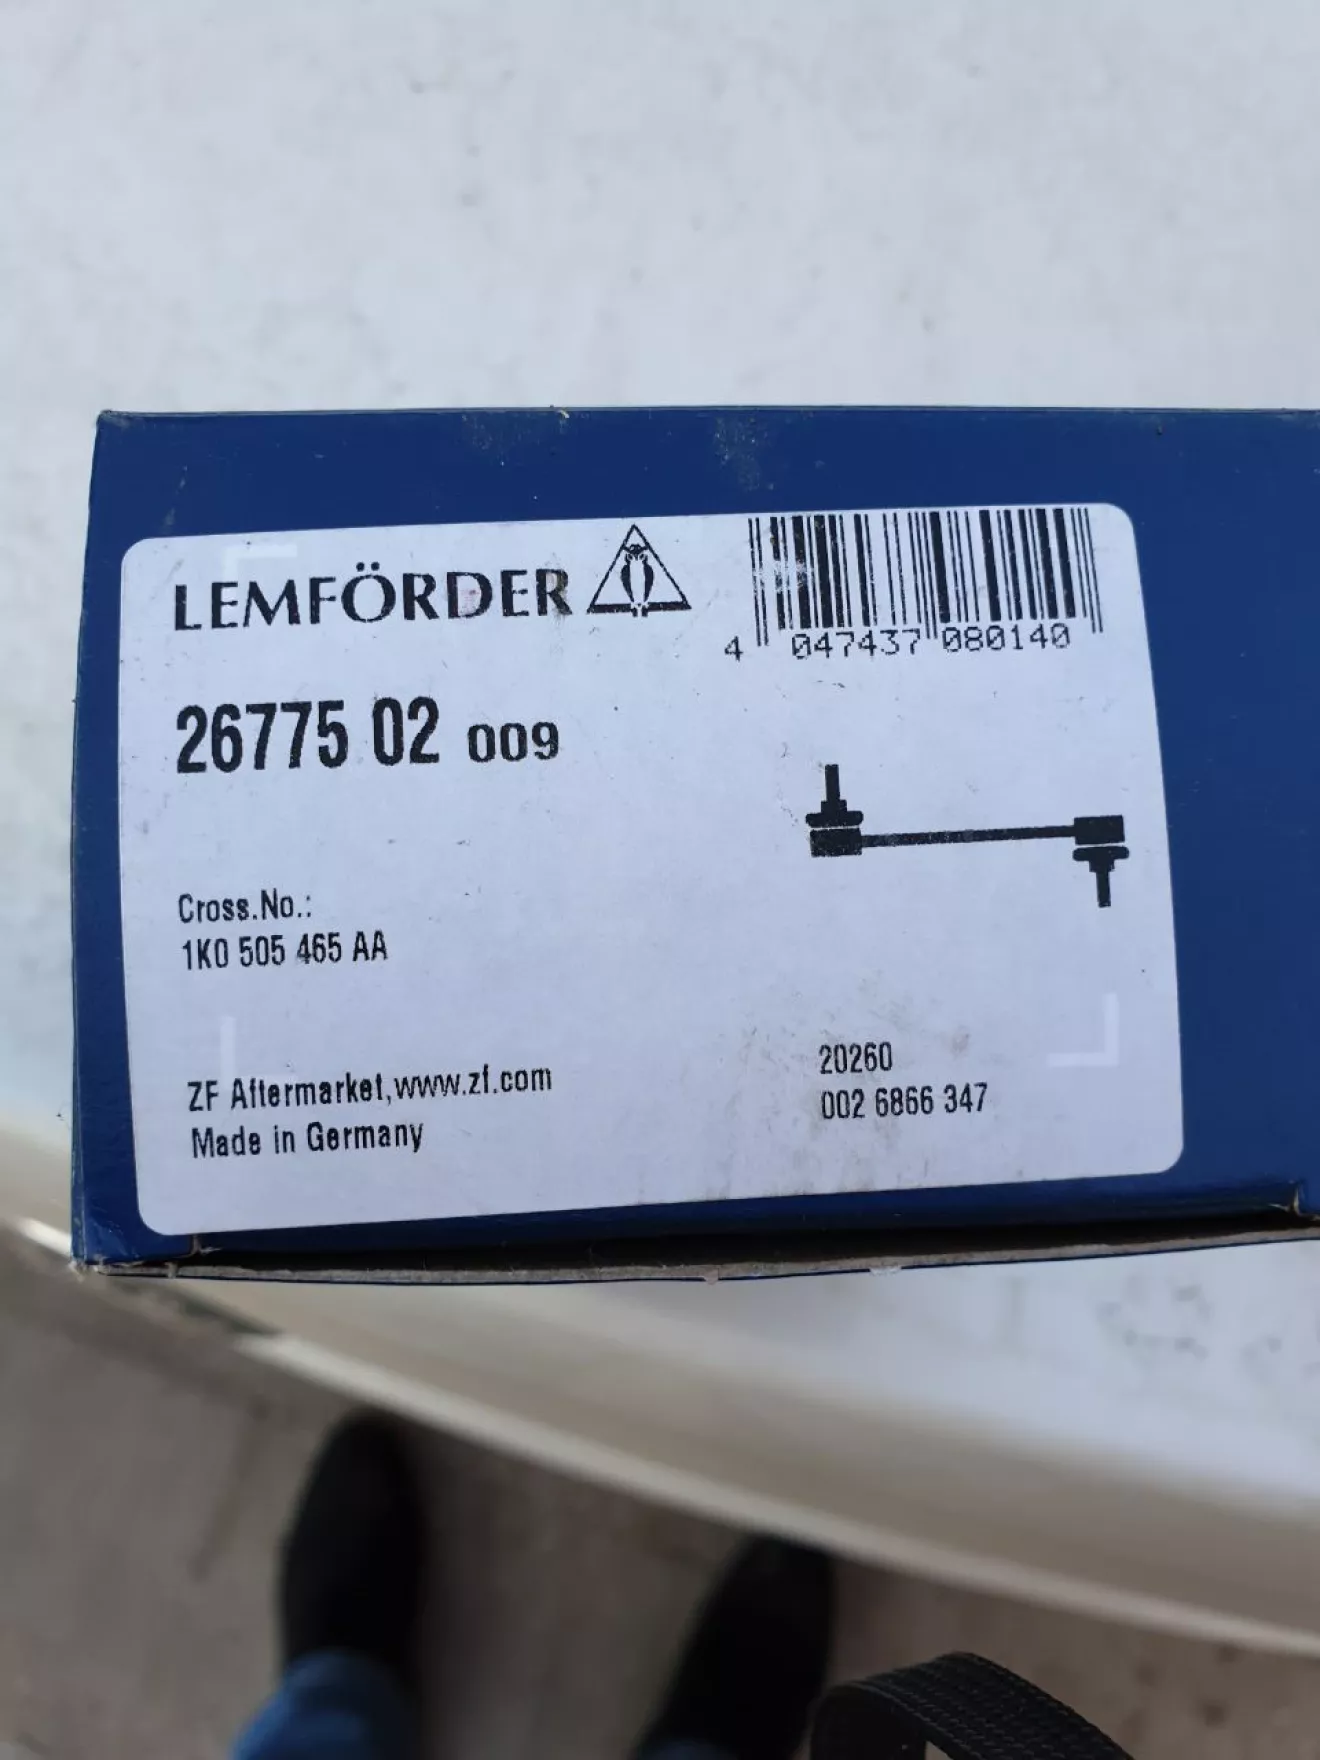 LEMFÖRDER
4 047437 080140
26775 02 009
Cross.No.:
1K0 505 465 AA
ZF Aftermarket,www.zf.com
Made in Germany
20260
002 6866 347